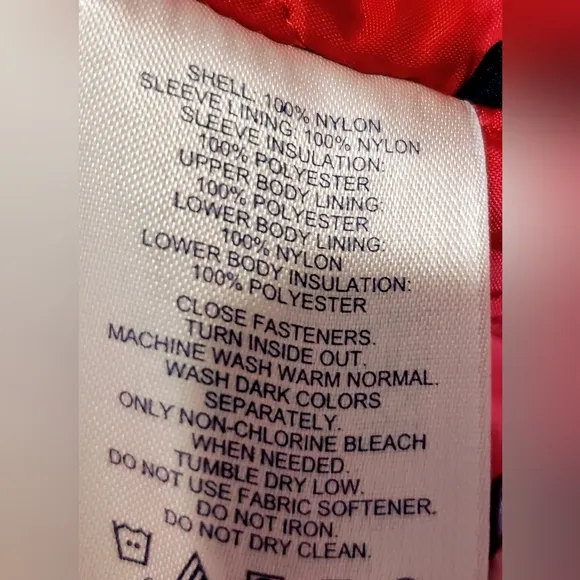 SHELL: 100% NYLON
SLEEVE LINING: 100% NYLON
SLEEVE INSULATION:
100% POLYESTER
UPPER BODY LINING:
100% POLYESTER
LOWER BODY LINING:
100% NYLON
LOWER BODY INSULATION:
100% POLYESTER
CLOSE FASTENERS.
TURN INSIDE OUT.
MACHINE WASH WARM NORMAL.
WASH DARK COLORS
SEPARATELY.
ONLY NON-CHLORINE BLEACH
WHEN NEEDED.
TUMBLE DRY LOW.
DO NOT USE FABRIC SOFTENER.
DO NOT IRON.
DO NOT DRY CLEAN.